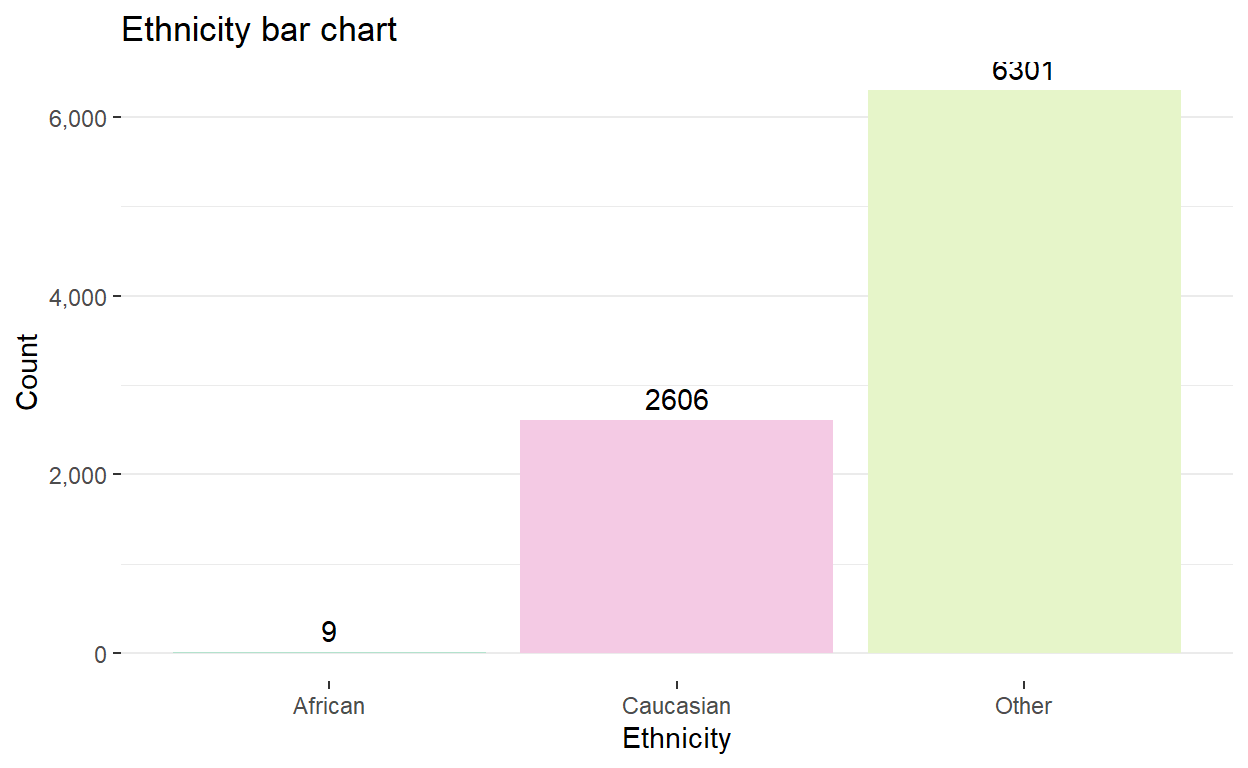 Ethnicity bar chart
6301
6,000
4,000
Count
2606
2,000
9
0
African Caucasian Other
Ethnicity